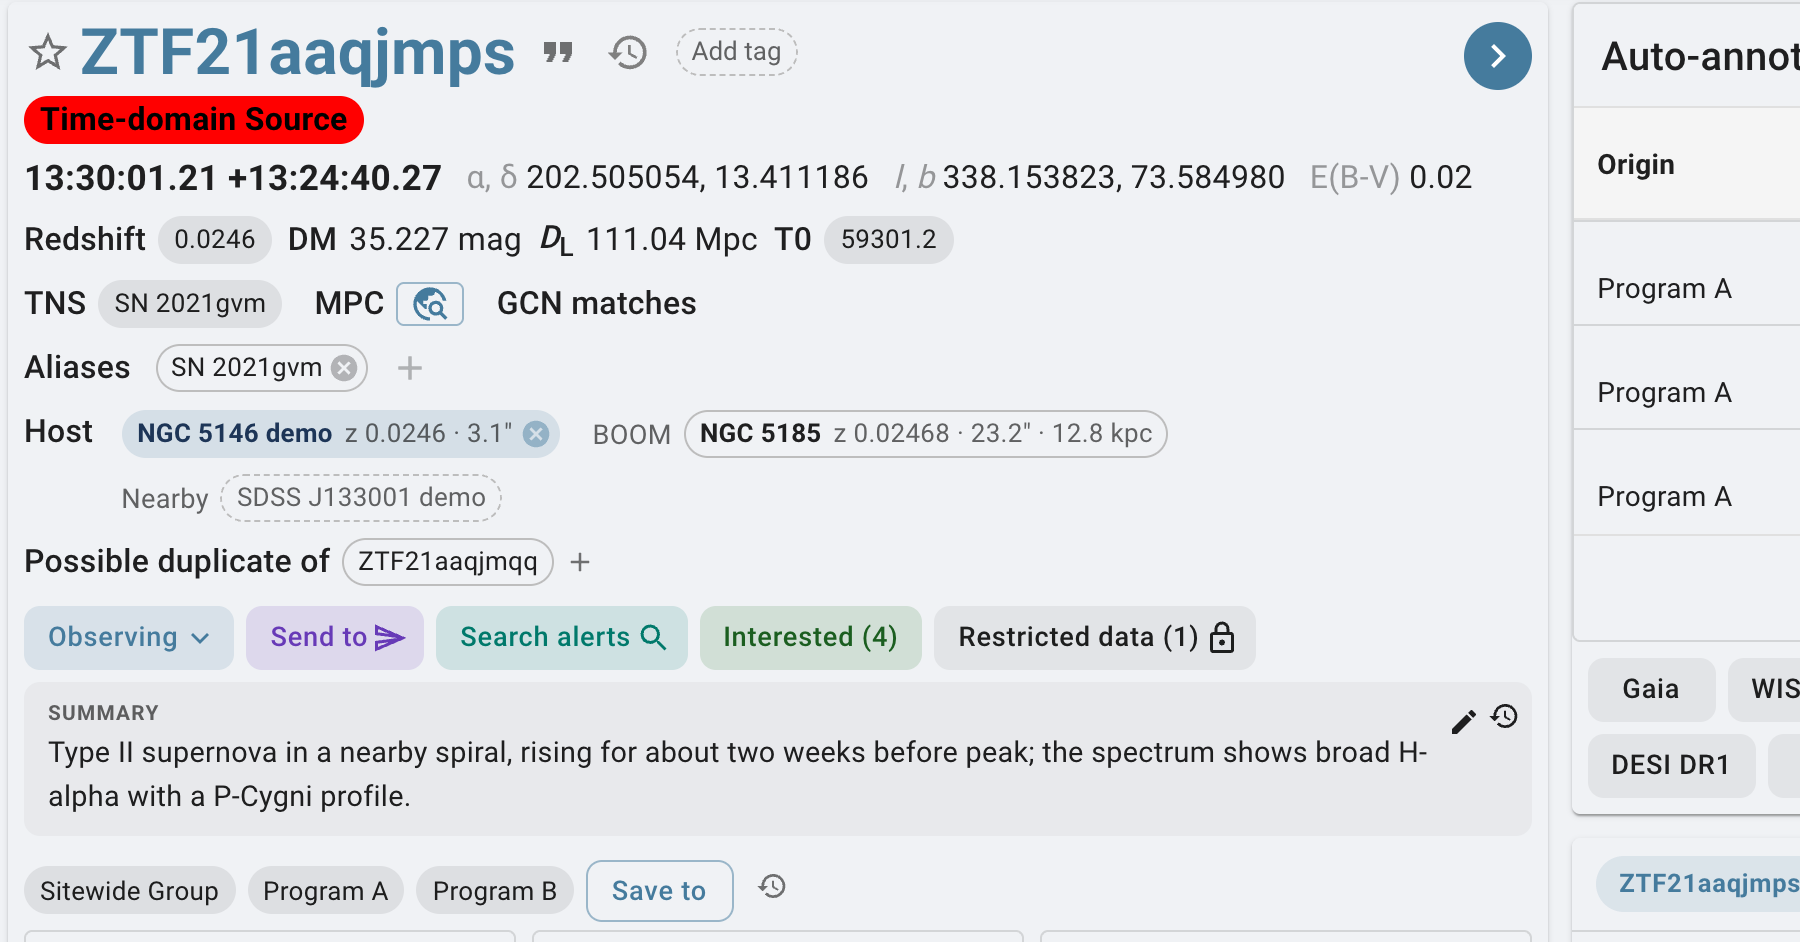 ZTF21aaqjmps Add tag
Time-domain Source
13:30:01.21 +13:24:40.27 α, δ 202.505054, 13.411186 l, b 338.153823, 73.584980 E(B-V) 0.02
Redshift 0.0246 DM 35.227 mag DL 111.04 Mpc T0 59301.2
TNS SN 2021gvm MPC GCN matches
Aliases SN 2021gvm +
Host NGC 5146 demo z 0.0246 · 3.1" BOOM NGC 5185 z 0.02468 · 23.2" · 12.8 kpc
Nearby SDSS J133001 demo
Possible duplicate of ZTF21aaqjmqq +
Observing Send to Search alerts Interested (4) Restricted data (1)
SUMMARY
Type II supernova in a nearby spiral, rising for about two weeks before peak; the spectrum shows broad H-
alpha with a P-Cygni profile.
Sitewide Group Program A Program B Save to
Auto-annot
Origin
Program A
Program A
Program A
Gaia WIS
DESI DR1
ZTF21aaqjmps